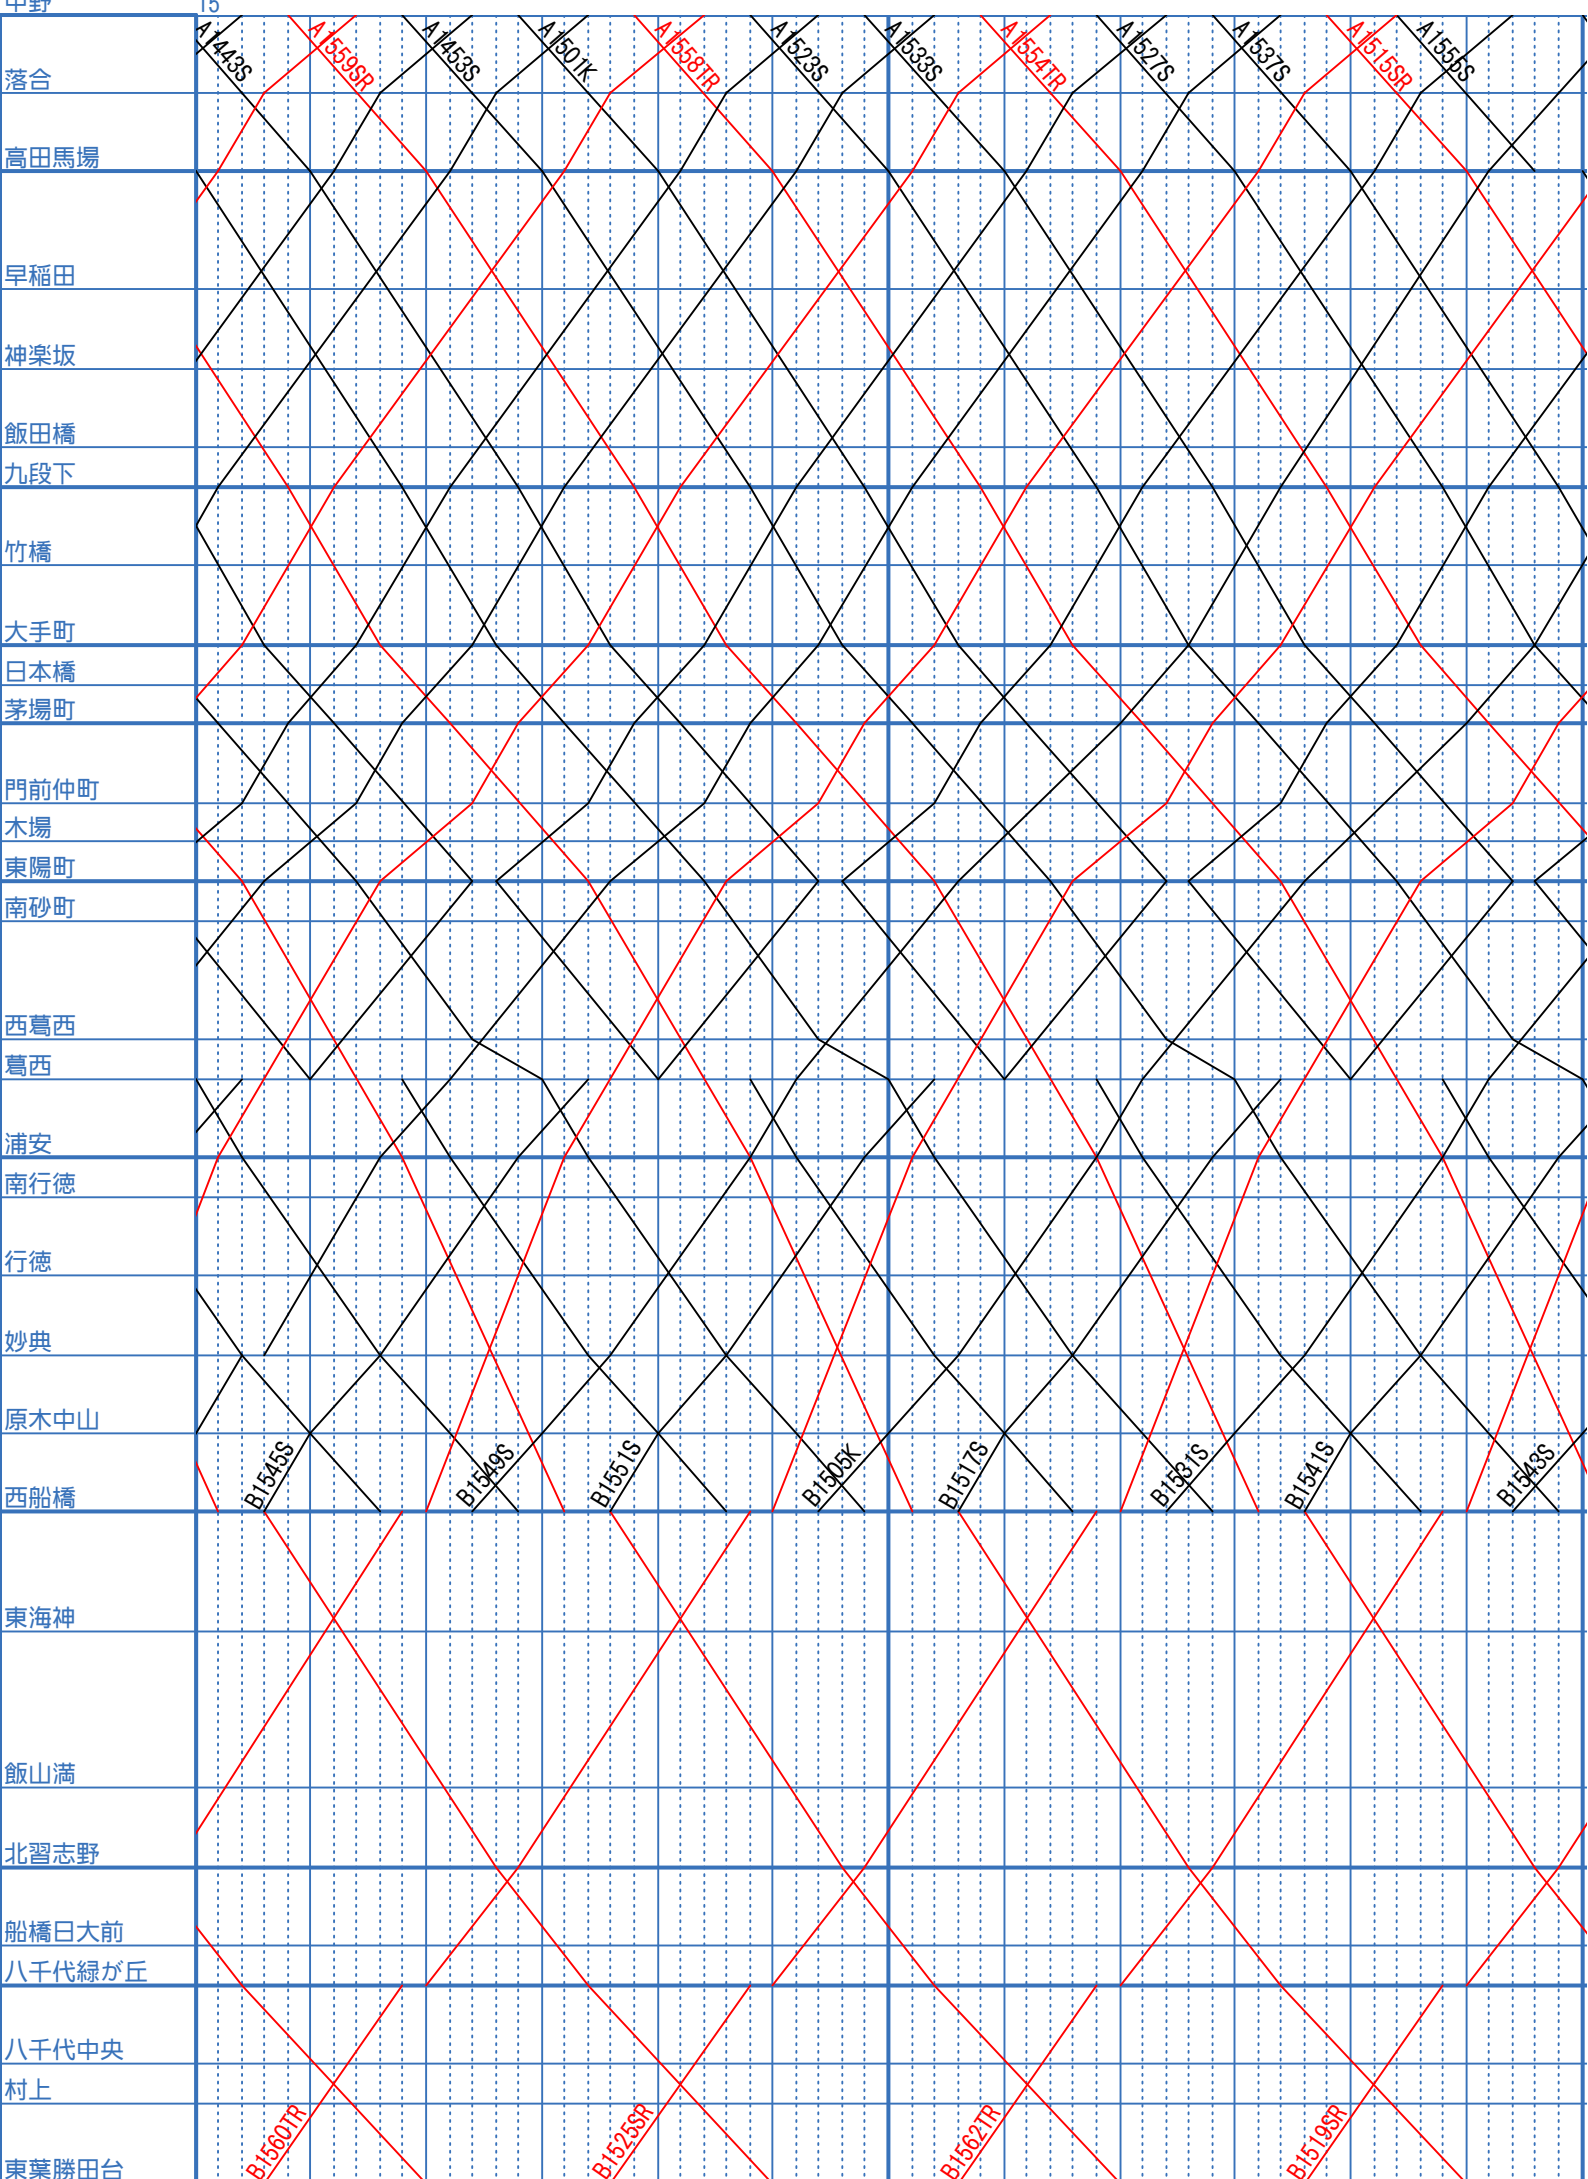 中野
15
A1443S
A1559SR
A1453S
A1501K
A1558TR
A1523S
A1533S
A1554TR
A1527S
A1537S
A1515SR
A1555S
落合
高田馬場
早稲田
神楽坂
飯田橋
九段下
竹橋
大手町
日本橋
茅場町
門前仲町
木場
東陽町
南砂町
西葛西
葛西
浦安
南行徳
行徳
妙典
原木中山
西船橋
B1545S
B1549S
B1551S
B1505K
B1517S
B1531S
B1541S
B1543S
東海神
飯山満
北習志野
船橋日大前
八千代緑が丘
八千代中央
村上
東葉勝田台
B1560TR
B1525SR
B1562TR
B1519SR